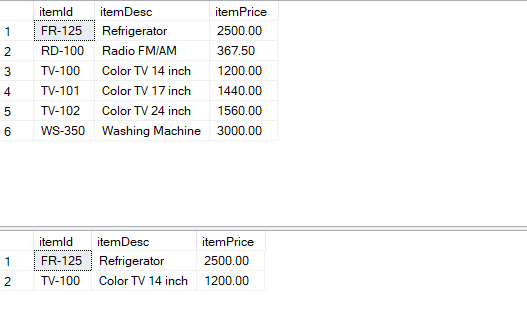 itemId itemDesc itemPrice
1 FR-125 Refrigerator 2500.00
2 RD-100 Radio FM/AM 367.50
3 TV-100 Color TV 14 inch 1200.00
4 TV-101 Color TV 17 inch 1440.00
5 TV-102 Color TV 24 inch 1560.00
6 WS-350 Washing Machine 3000.00
itemId itemDesc itemPrice
1 FR-125 Refrigerator 2500.00
2 TV-100 Color TV 14 inch 1200.00